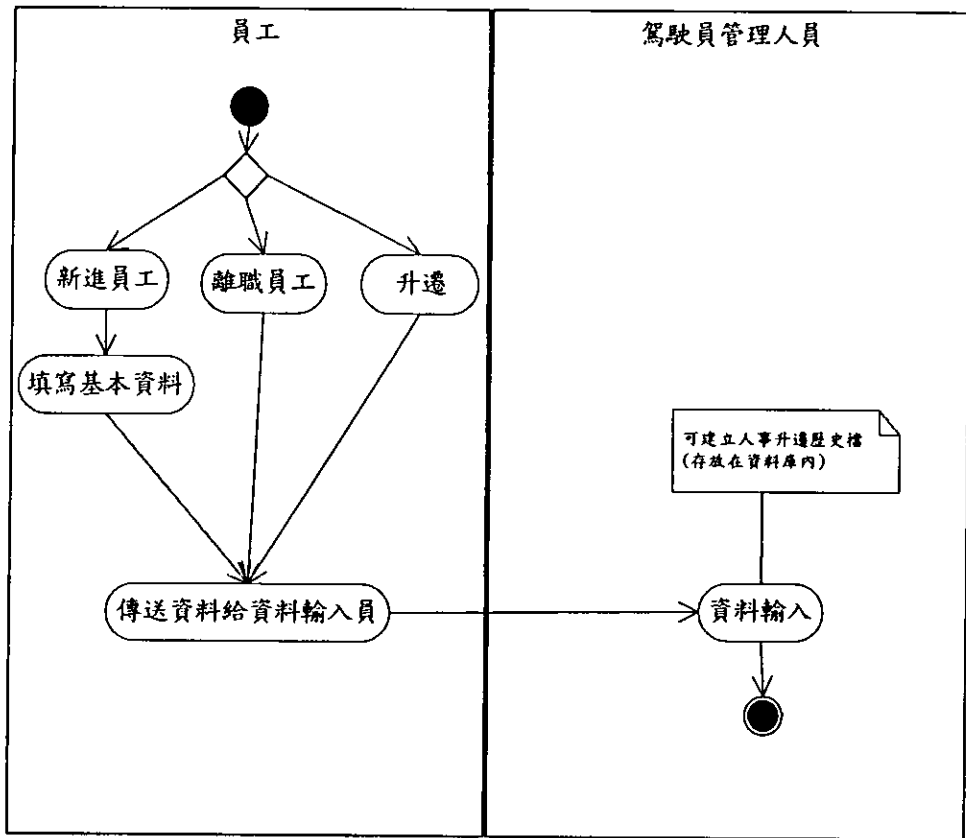 員工
駕駛員管理人員
新進員工
離職員工
升遷
填寫基本資料
可建立人事升遷歷史檔
(存放在資料庫內)
傳送資料給資料輸入員
資料輸入